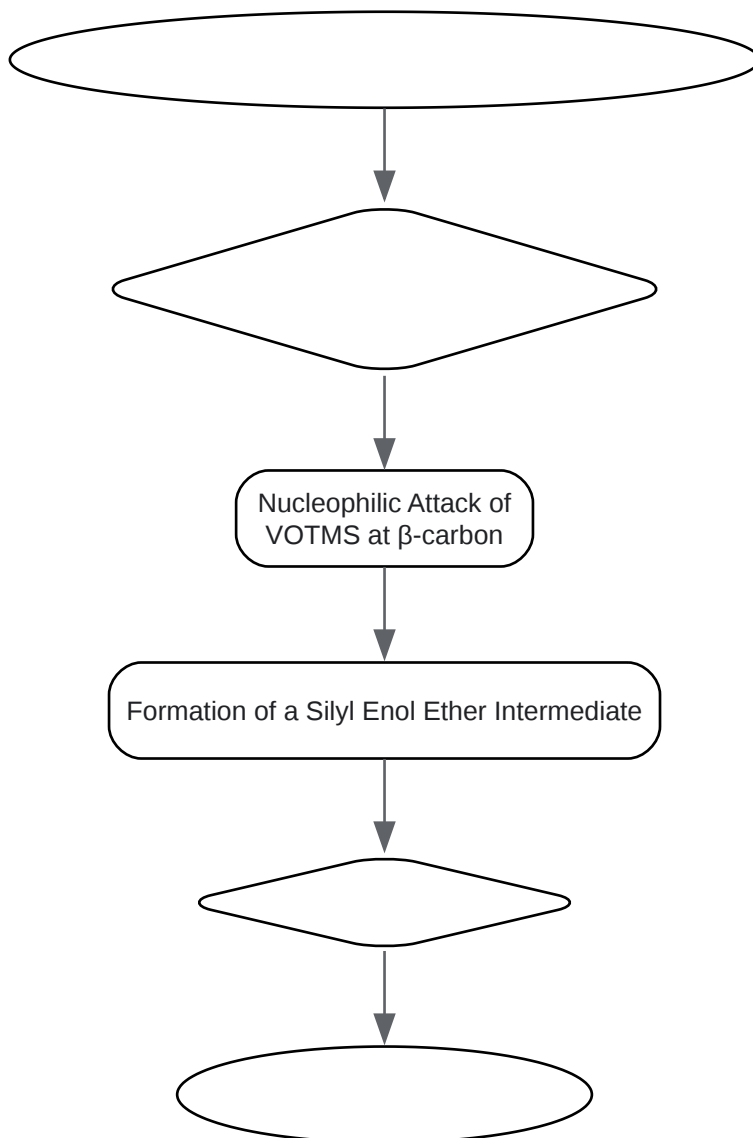 Nucleophilic Attack of
VOTMS at β-carbon
Formation of a Silyl Enol Ether Intermediate